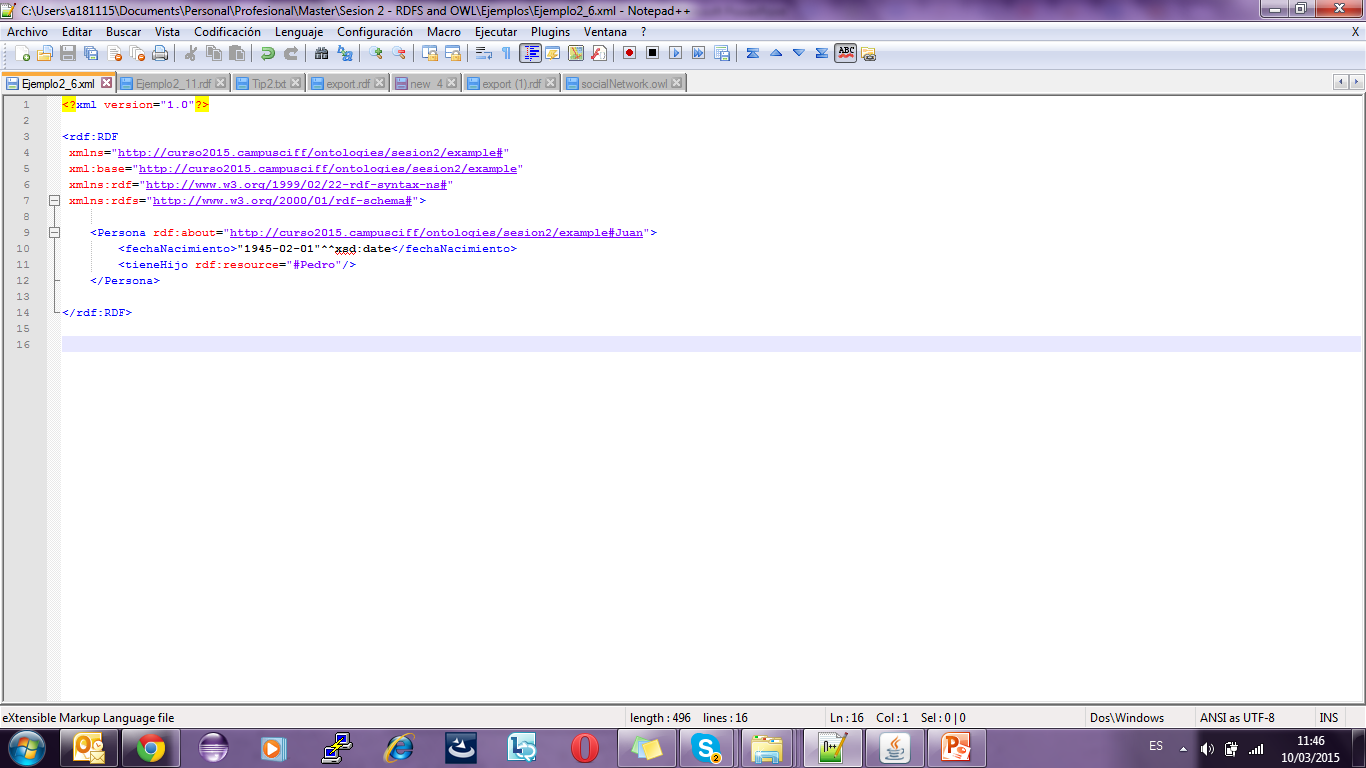 C:\Users\a181115\Documents\Personal\Profesional\Master\Sesion 2 - RDFS and OWL\Ejemplos\Ejemplo2_6.xml - Notepad++
Archivo Editar Buscar Vista Codificación Lenguaje Configuración Macro Ejecutar Plugins Ventana ? X
Ejemplo2_6.xml Ejemplo2_11.rdf Tip2.txt export.rdf new 4 export (1).rdf socialNetwork.owl
1 <?xml version="1.0"?>
2
3 <rdf:RDF
4 xmlns="http://curso2015.campusciff/ontologies/sesion2/example#"
5 xml:base="http://curso2015.campusciff/ontologies/sesion2/example"
6 xmlns:rdf="http://www.w3.org/1999/02/22-rdf-syntax-ns#"
7 xmlns:rdfs="http://www.w3.org/2000/01/rdf-schema#">
8
9 <Persona rdf:about="http://curso2015.campusciff/ontologies/sesion2/example#Juan">
10 <fechaNacimiento>"1945-02-01"^^xsd:date</fechaNacimiento>
11 <tieneHijo rdf:resource="#Pedro"/>
12 </Persona>
13
14 </rdf:RDF>
15
16
eXtensible Markup Language file length : 496 lines : 16 Ln : 16 Col : 1 Sel : 0 | 0 Dos\Windows ANSI as UTF-8 INS
ES 11:46
10/03/2015